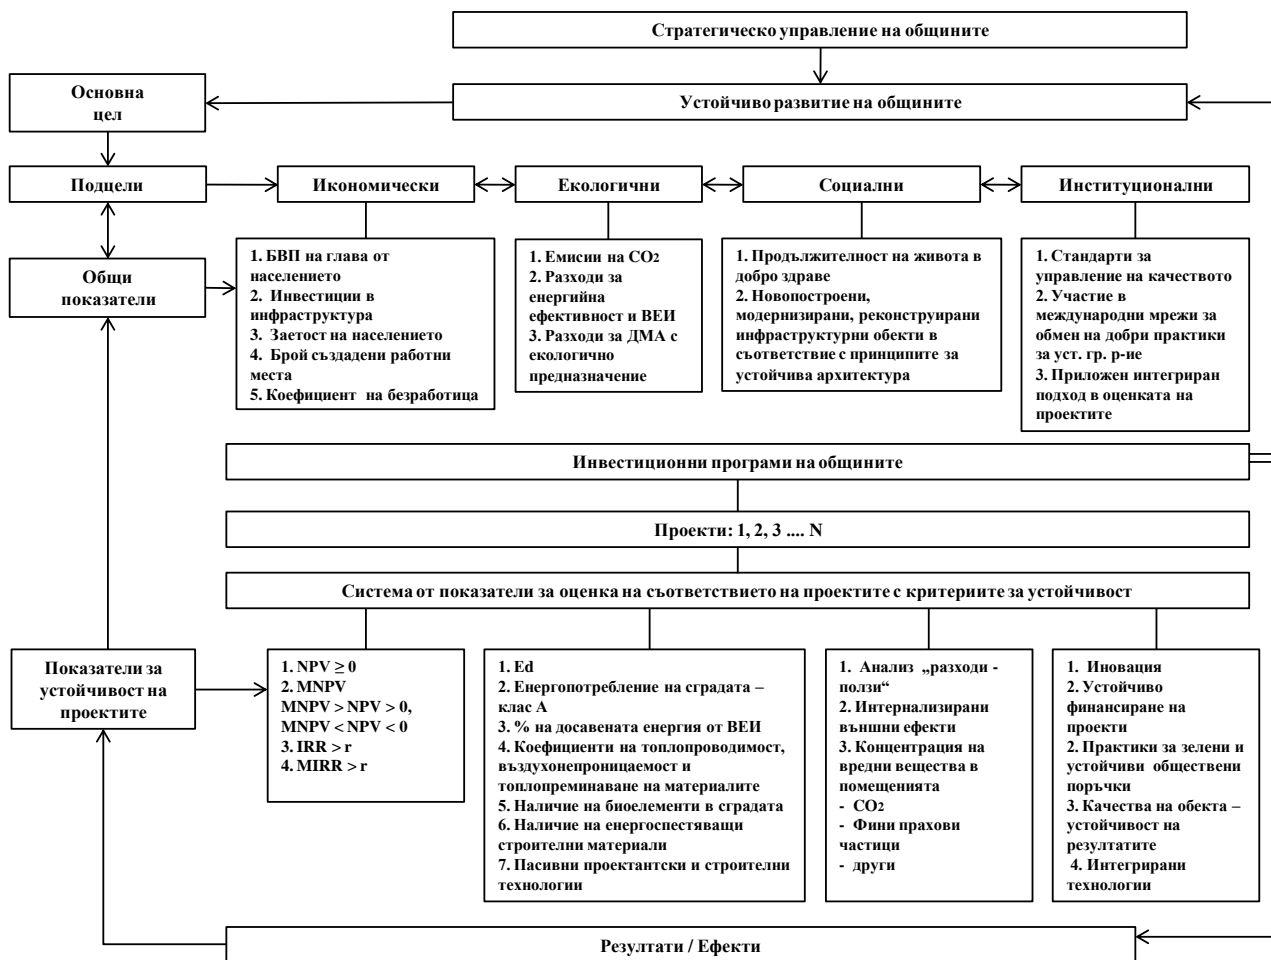 Стратегическо управление на общините
Основна
цел
Устойчиво развитие на общините
Подцели
Икономически
Екологични
Социални
Институционални
Общи
показатели
1. БВП на глава от
населението
2. Инвестиции в
инфраструктура
3. Заетост на населението
4. Брой създадени работни
места
5. Коефициент на безработица
1. Емисии на CO2
2. Разходи за
енергийна
ефективност и ВЕИ
3. Разходи за ДМА с
екологично
предназначение
1. Продължителност на живота в
добро здраве
2. Новопостроени,
модернизирани, реконструирани
инфраструктурни обекти в
съответствие с принципите за
устойчива архитектура
1. Стандарти за
управление на качеството
2. Участие в
международни мрежи за
обмен на добри практики
за уст. гр. р-ие
3. Приложен интегриран
подход в оценката на
проектите
Инвестиционни програми на общините
Проекти: 1, 2, 3 .... N
Система от показатели за оценка на съответствието на проектите с критериите за устойчивост
Показатели за
устойчивост на
проектите
1. NPV ≥ 0
2. MNPV
MNPV > NPV > 0,
MNPV < NPV < 0
3. IRR > r
4. MIRR > r
1. Ed
2. Енергопотребление на сградата –
клас А
3. % на досавената енергия от ВЕИ
4. Коефициенти на топлопроводимост,
въздухонепроницаемост и
топлопреминаване на материалите
5. Наличие на биоелементи в сградата
6. Наличие на енергоспестяващи
строителни материали
7. Пасивни проектантски и строителни
технологии
1. Анализ „разходи -
ползи“
2. Интернализирани
външни ефекти
3. Концентрация на
вредни вещества в
помещенията
- CO2
- Фини прахови
частици
- други
1. Иновация
2. Устойчиво
финансиране на
проекти
2. Практики за зелени и
устойчиви обществени
поръчки
3. Качества на обекта –
устойчивост на
резултатите
4. Интегрирани
технологии
Резултати / Ефекти